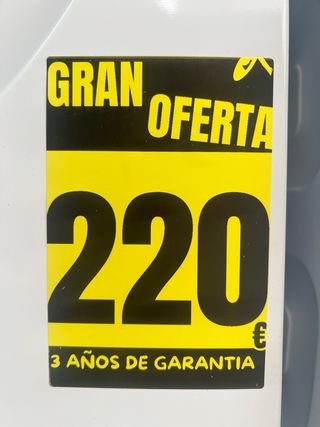 GRAN
OFERTA
220
€
3 AÑOS DE GARANTIA